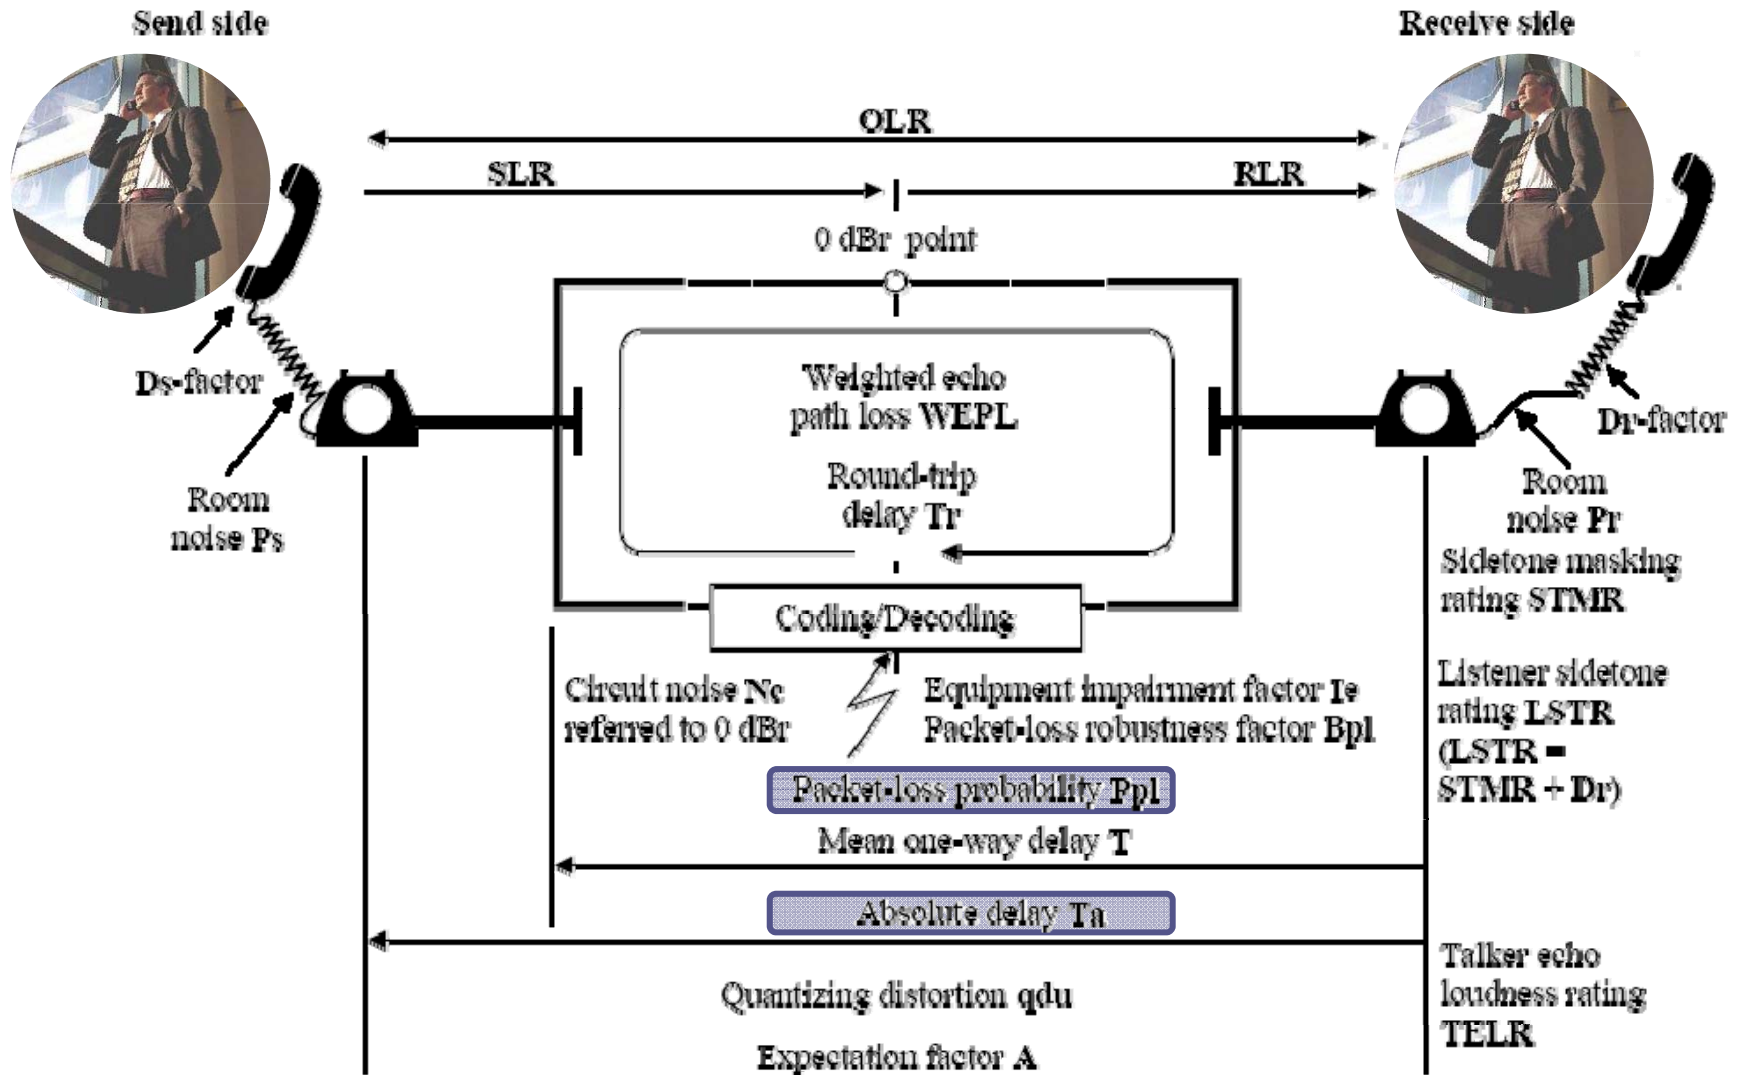 Send side
Receive side
OLR
SLR
RLR
0 dBr point
Weighted echo
path loss WEPL
Round-trip
delay Tr
Ds-factor
Dr-factor
Room
noise Ps
Room
noise Pr
Coding/Decoding
Sidetone masking
rating STMR
Circuit noise Nc
referred to 0 dBr
Equipment impairment factor Ie
Packet-loss robustness factor Bpl
Listener sidetone
rating LSTR
(LSTR =
STMR + Dr)
Packet-loss probability Ppl
Mean one-way delay T
Absolute delay Ta
Quantizing distortion qdu
Expectation factor A
Talker echo
loudness rating
TELR